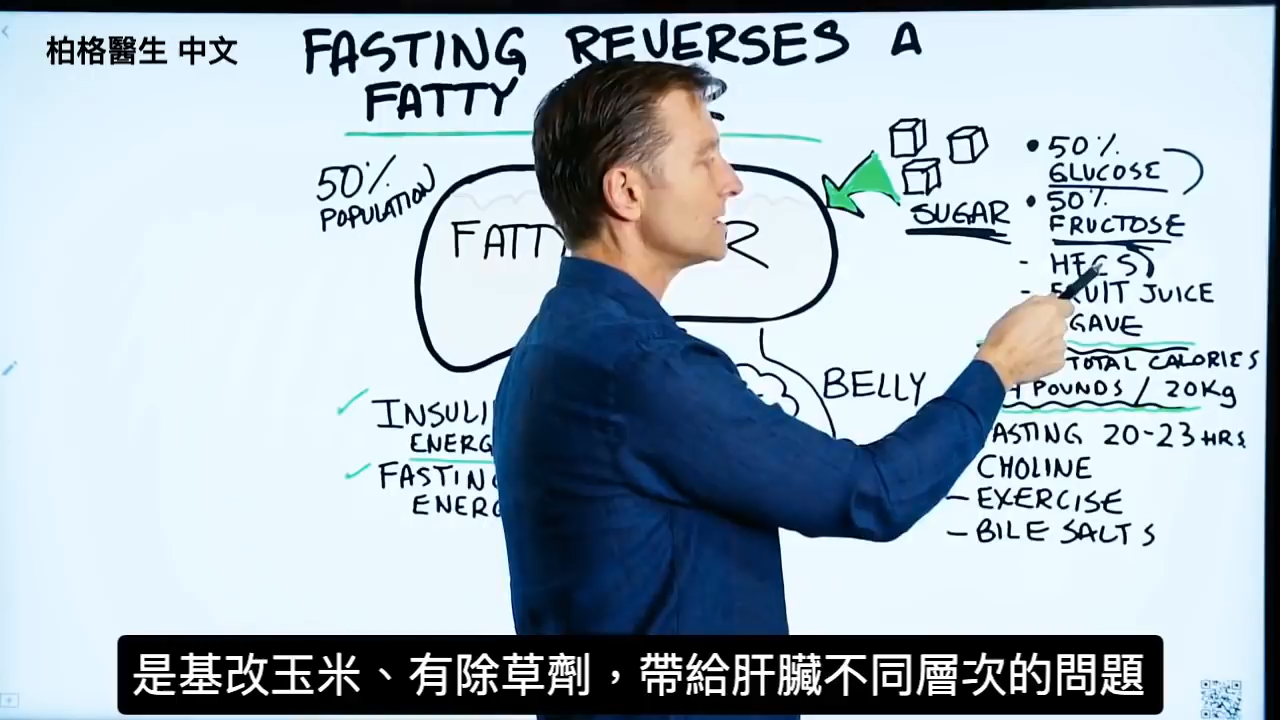 柏格醫生 中文
FASTING REVERSES A
FATTY
50%
POPULATION
SUGAR
• 50%
GLUCOSE
• 50%
FRUCTOSE
- HFCS
- FRUIT JUICE
GAVE
TOTAL CALORIES
POUNDS / 20Kg
BELLY
INSULI
ENERG
FASTIN
ENERG
ASTING 20-23 HRS
CHOLINE
- EXERCISE
- BILE SALTS
是基改玉米、有除草劑，帶給肝臟不同層次的問題